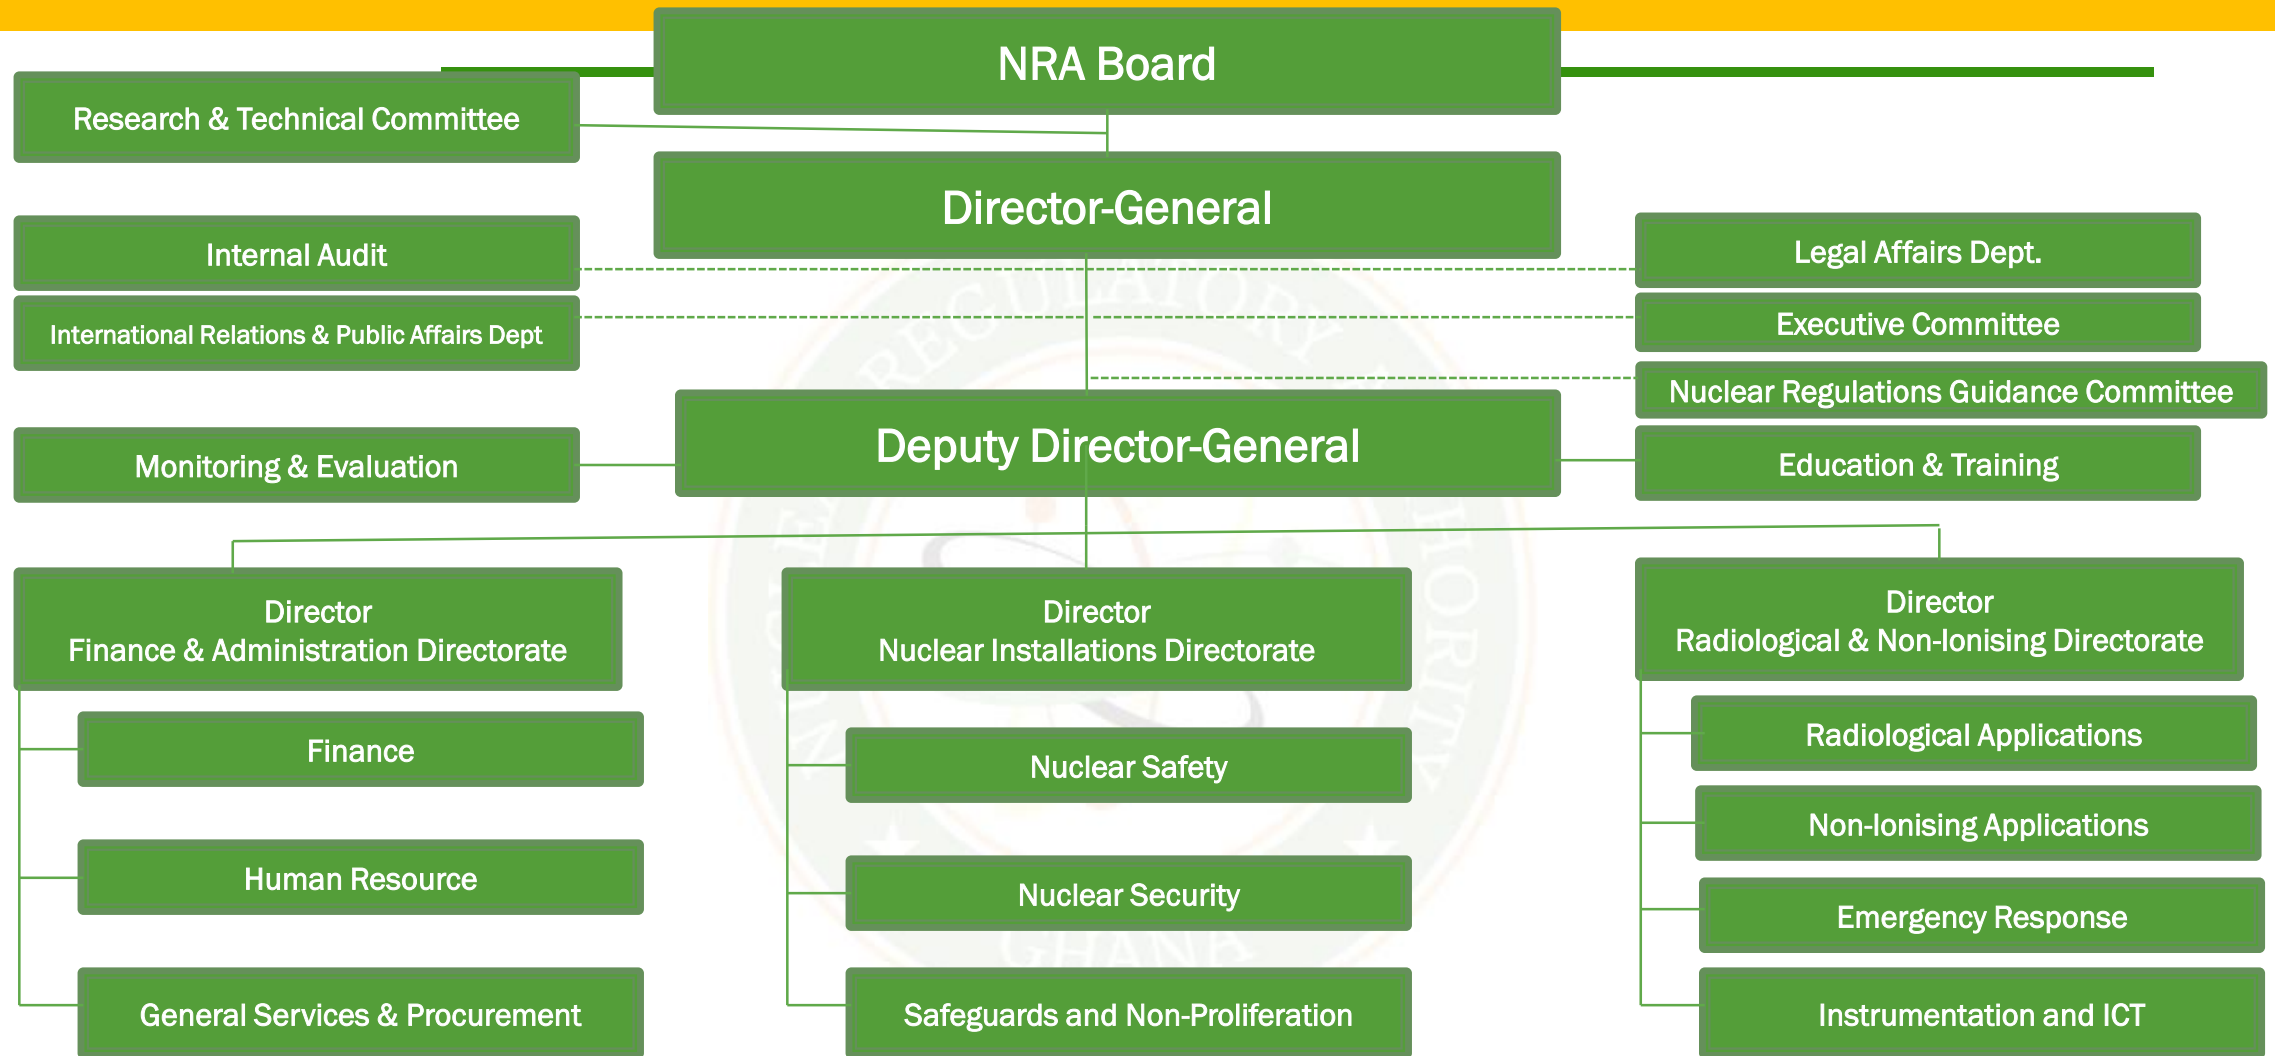 NRA Board
Research & Technical Committee
Director-General
Internal Audit
Legal Affairs Dept.
International Relations & Public Affairs Dept
Executive Committee
Nuclear Regulations Guidance Committee
Deputy Director-General
Monitoring & Evaluation
Education & Training
Director
Finance & Administration Directorate
Director
Nuclear Installations Directorate
Director
Radiological & Non-Ionising Directorate
Finance
Human Resource
General Services & Procurement
Nuclear Safety
Nuclear Security
Safeguards and Non-Proliferation
Radiological Applications
Non-Ionising Applications
Emergency Response
Instrumentation and ICT
REGULATORY
GHANA